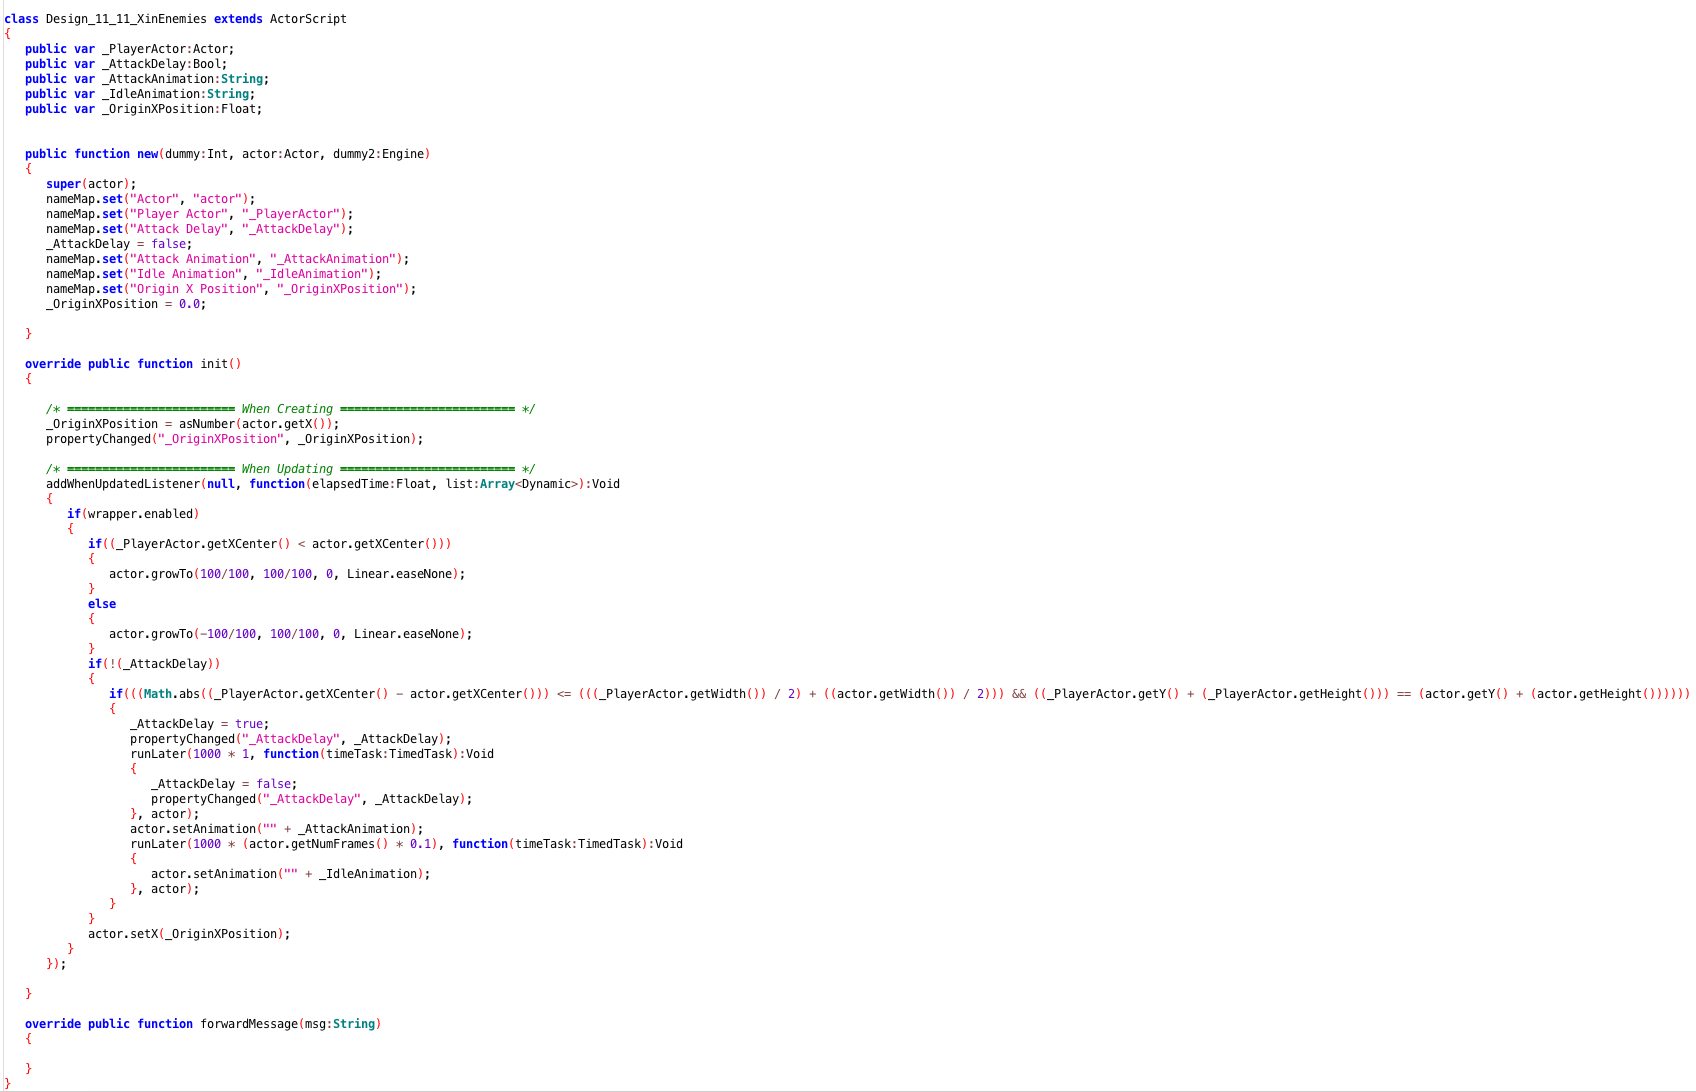 class Design_11_11_XinEnemies extends ActorScript
{
   public var _PlayerActor:Actor;
   public var _AttackDelay:Bool;
   public var _AttackAnimation:String;
   public var _IdleAnimation:String;
   public var _OriginXPosition:Float;

   public function new(dummy:Int, actor:Actor, dummy2:Engine)
   {
      super(actor);
      nameMap.set("Actor", "actor");
      nameMap.set("Player Actor", "_PlayerActor");
      nameMap.set("Attack Delay", "_AttackDelay");
      _AttackDelay = false;
      nameMap.set("Attack Animation", "_AttackAnimation");
      nameMap.set("Idle Animation", "_IdleAnimation");
      nameMap.set("Origin X Position", "_OriginXPosition");
      _OriginXPosition = 0.0;

   }

   override public function init()
   {

      /* ======================== When Creating ========================= */
      _OriginXPosition = asNumber(actor.getX());
      propertyChanged("_OriginXPosition", _OriginXPosition);

      /* ======================== When Updating ========================= */
      addWhenUpdatedListener(null, function(elapsedTime:Float, list:Array<Dynamic>):Void
      {
         if(wrapper.enabled)
         {
            if((_PlayerActor.getXCenter() < actor.getXCenter()))
            {
               actor.growTo(100/100, 100/100, 0, Linear.easeNone);
            }
            else
            {
               actor.growTo(-100/100, 100/100, 0, Linear.easeNone);
            }
            if(!(_AttackDelay))
            {
               if(((Math.abs((_PlayerActor.getXCenter() - actor.getXCenter())) <= (((_PlayerActor.getWidth()) / 2) + ((actor.getWidth()) / 2))) && ((_PlayerActor.getY() + (_PlayerActor.getHeight())) == (actor.getY() + (actor.getHeight())))))
               {
                  _AttackDelay = true;
                  propertyChanged("_AttackDelay", _AttackDelay);
                  runLater(1000 * 1, function(timeTask:TimedTask):Void
                  {
                     _AttackDelay = false;
                     propertyChanged("_AttackDelay", _AttackDelay);
                  }, actor);
                  actor.setAnimation("" + _AttackAnimation);
                  runLater(1000 * (actor.getNumFrames() * 0.1), function(timeTask:TimedTask):Void
                  {
                     actor.setAnimation("" + _IdleAnimation);
                  }, actor);
               }
            }
            actor.setX(_OriginXPosition);
         }
      });

   }

   override public function forwardMessage(msg:String)
   {

   }
}